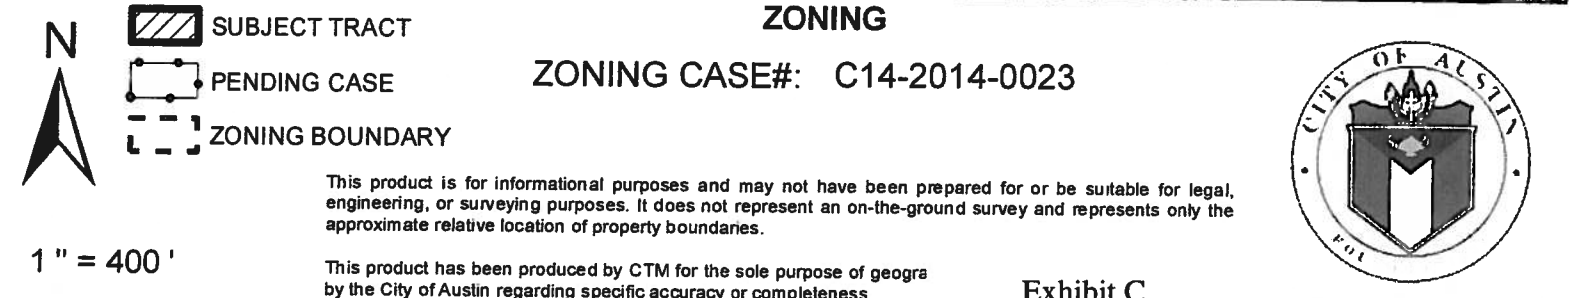 ZONING
N
SUBJECT TRACT
PENDING CASE
ZONING BOUNDARY
ZONING CASE#: C14-2014-0023
CITY OF AUSTIN
This product is for informational purposes and may not have been prepared for or be suitable for legal,
engineering, or surveying purposes. It does not represent an on-the-ground survey and represents only the
approximate relative location of property boundaries.
1 " = 400 '
This product has been produced by CTM for the sole purpose of geogra
by the City of Austin regarding specific accuracy or completeness
Exhibit C